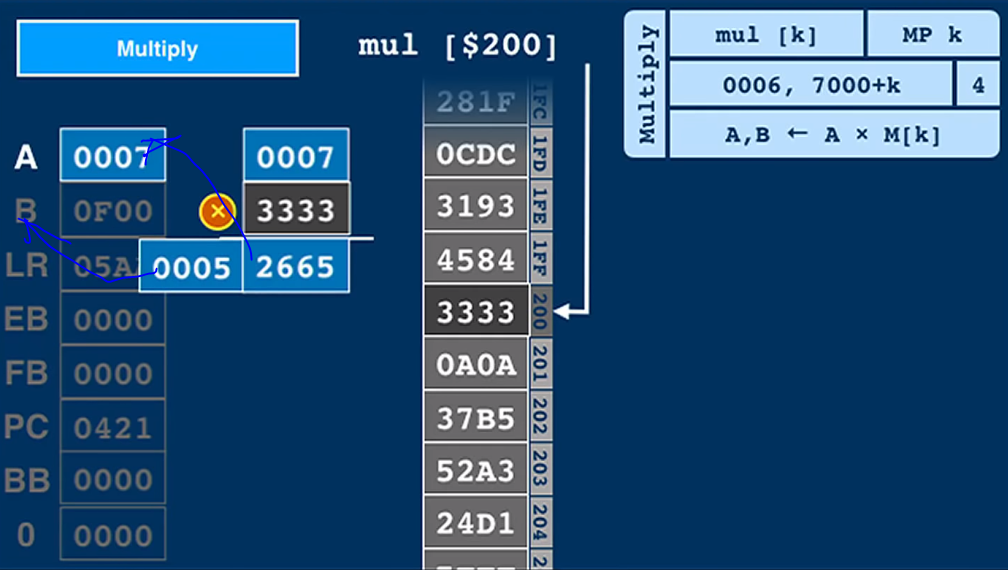 Multiply
mul [$200]
Multiply
mul [k]
MP k
0006, 7000+k
4
A,B ← A × M[k]
A 0007
B 0F00
LR 05A
EB 0000
FB 0000
PC 0421
BB 0000
0 0000
0007
× 3333
0005 2665
281F 1FC
0CDC 1FD
3193 1FE
4584 1FF
3333 200
0A0A 201
37B5 202
52A3 203
24D1 204
2